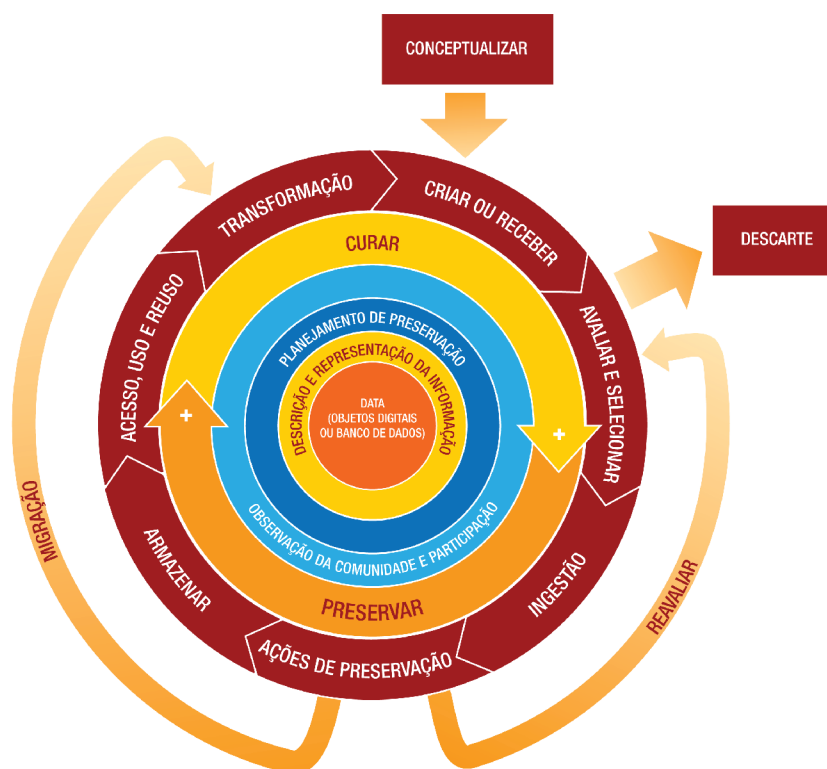 CONCEPTUALIZAR
CRIAR OU RECEBER
DESCARTE
AVALIAR E SELECIONAR
INGESTÃO
AÇÕES DE PRESERVAÇÃO
ARMAZENAR
ACESSO, USO E REUSO
TRANSFORMAÇÃO
MIGRAÇÃO
REAVALIAR
CURAR
+
+
PRESERVAR
OBSERVAÇÃO DA COMUNIDADE E PARTICIPAÇÃO
PLANEJAMENTO DE PRESERVAÇÃO
DESCRIÇÃO E REPRESENTAÇÃO DA INFORMAÇÃO
DATA
(OBJETOS DIGITAIS
OU BANCO DE DADOS)